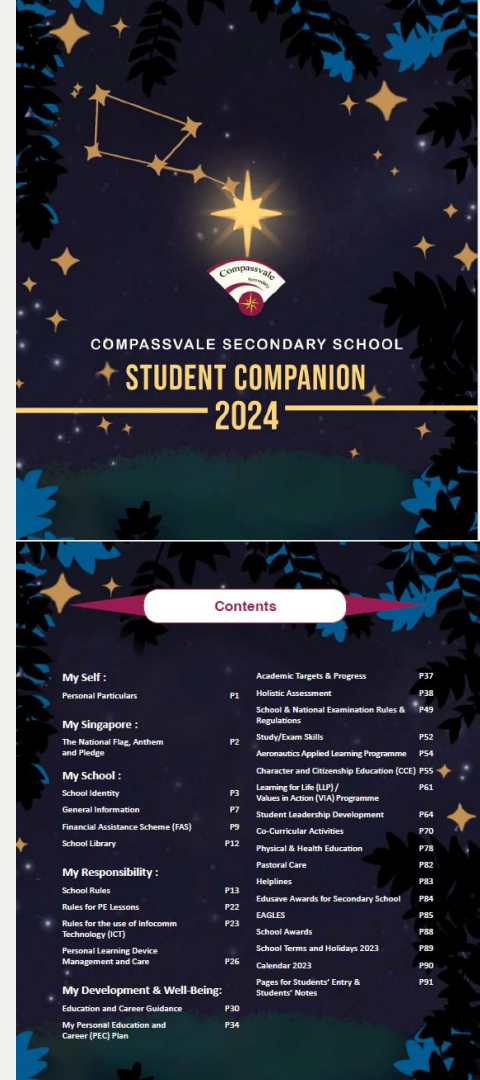 Compassvale
Secondary
COMPASSVALE SECONDARY SCHOOL
STUDENT COMPANION
2024
Contents
My Self :
Personal Particulars P1
My Singapore :
The National Flag, Anthem P2
and Pledge
My School :
School Identity P3
General Information P7
Financial Assistance Scheme (FAS) P9
School Library P12
My Responsibility :
School Rules P13
Rules for PE Lessons P22
Rules for the use of Infocomm P23
Technology (ICT)
Personal Learning Device
Management and Care P26
My Development & Well-Being:
Education and Career Guidance P30
My Personal Education and P34
Career (PEC) Plan
Academic Targets & Progress P37
Holistic Assessment P38
School & National Examination Rules & P49
Regulations
Study/Exam Skills P52
Aeronautics Applied Learning Programme P54
Character and Citizenship Education (CCE) P55
Learning for Life (LLP) / P61
Values in Action (VIA) Programme
Student Leadership Development P64
Co-Curricular Activities P70
Physical & Health Education P78
Pastoral Care P82
Helplines P83
Edusave Awards for Secondary School P84
EAGLES P85
School Awards P88
School Terms and Holidays 2023 P89
Calendar 2023 P90
Pages for Students' Entry & P91
Students' Notes